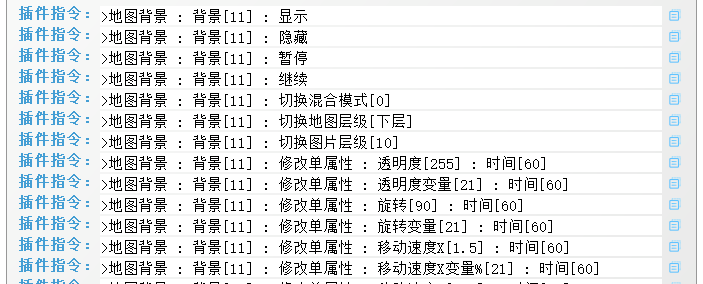 插件指令：>地图背景 : 背景[11] : 显示
插件指令：>地图背景 : 背景[11] : 隐藏
插件指令：>地图背景 : 背景[11] : 暂停
插件指令：>地图背景 : 背景[11] : 继续
插件指令：>地图背景 : 背景[11] : 切换混合模式[0]
插件指令：>地图背景 : 背景[11] : 切换地图层级[下层]
插件指令：>地图背景 : 背景[11] : 切换图片层级[10]
插件指令：>地图背景 : 背景[11] : 修改单属性 : 透明度[255] : 时间[60]
插件指令：>地图背景 : 背景[11] : 修改单属性 : 透明度变量[21] : 时间[60]
插件指令：>地图背景 : 背景[11] : 修改单属性 : 旋转[90] : 时间[60]
插件指令：>地图背景 : 背景[11] : 修改单属性 : 旋转变量[21] : 时间[60]
插件指令：>地图背景 : 背景[11] : 修改单属性 : 移动速度X[1.5] : 时间[60]
插件指令：>地图背景 : 背景[11] : 修改单属性 : 移动速度X变量%[21] : 时间[60]